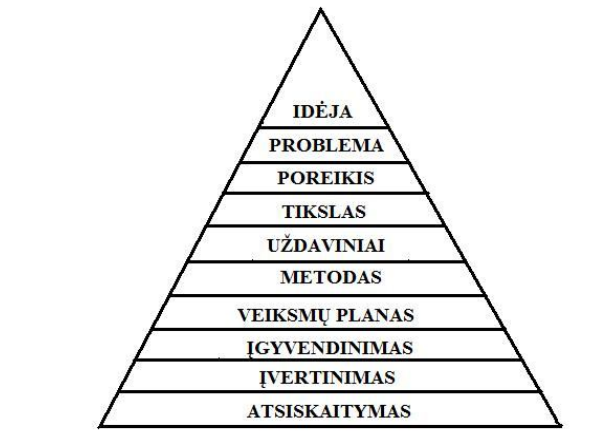 IDĖJA
PROBLEMA
POREIKIS
TIKSLAS
UŽDAVINIAI
METODAS
VEIKSMŲ PLANAS
ĮGYVENDINIMAS
ĮVERTINIMAS
ATSISKAITYMAS